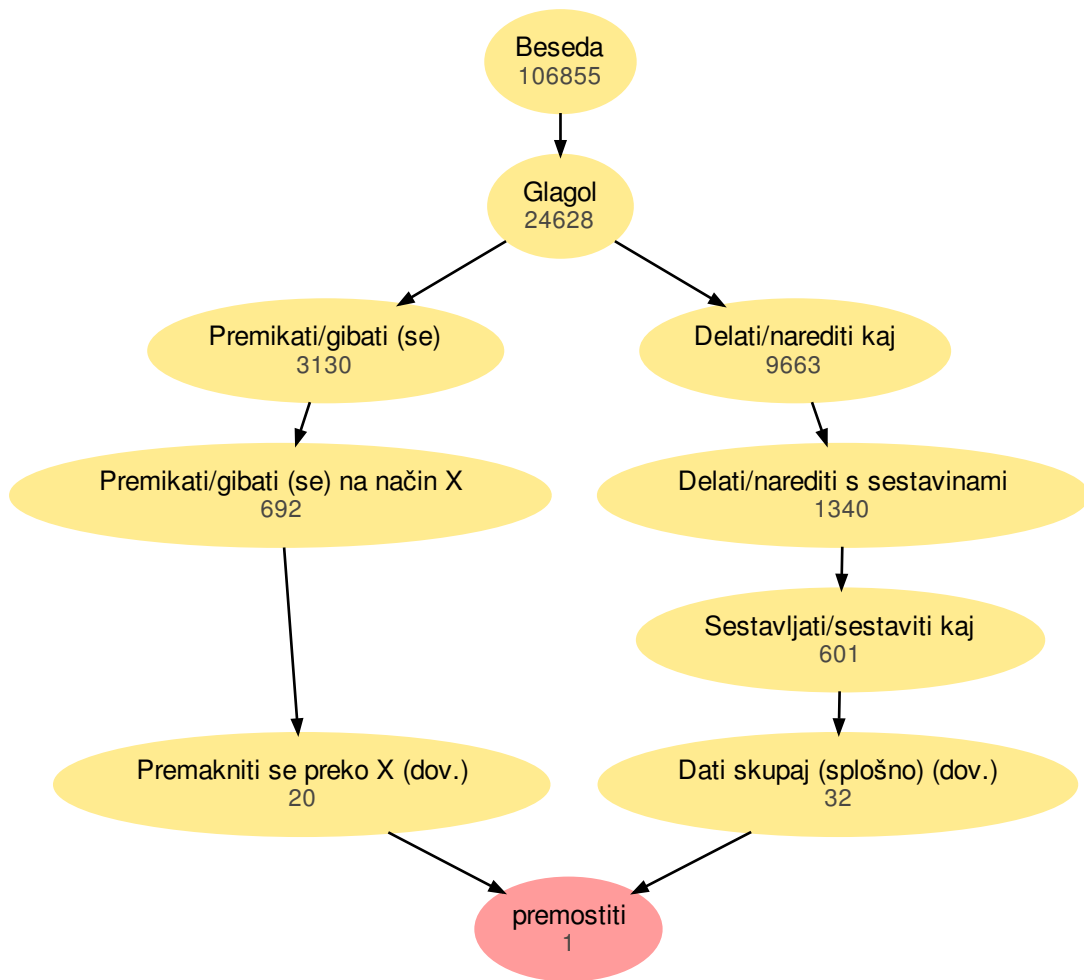 Beseda
106855
Glagol
24628
Premikati/gibati (se)
3130
Delati/narediti kaj
9663
Premikati/gibati (se) na način X
692
Delati/narediti s sestavinami
1340
Sestavljati/sestaviti kaj
601
Premakniti se preko X (dov.)
20
Dati skupaj (splošno) (dov.)
32
premostiti
1